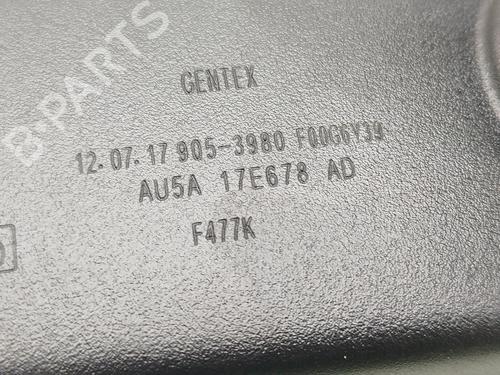 B-PARTS
GENTEX
12.07.17 905-3980 F00G6Y39
AU5A 17E678 AD
F477K